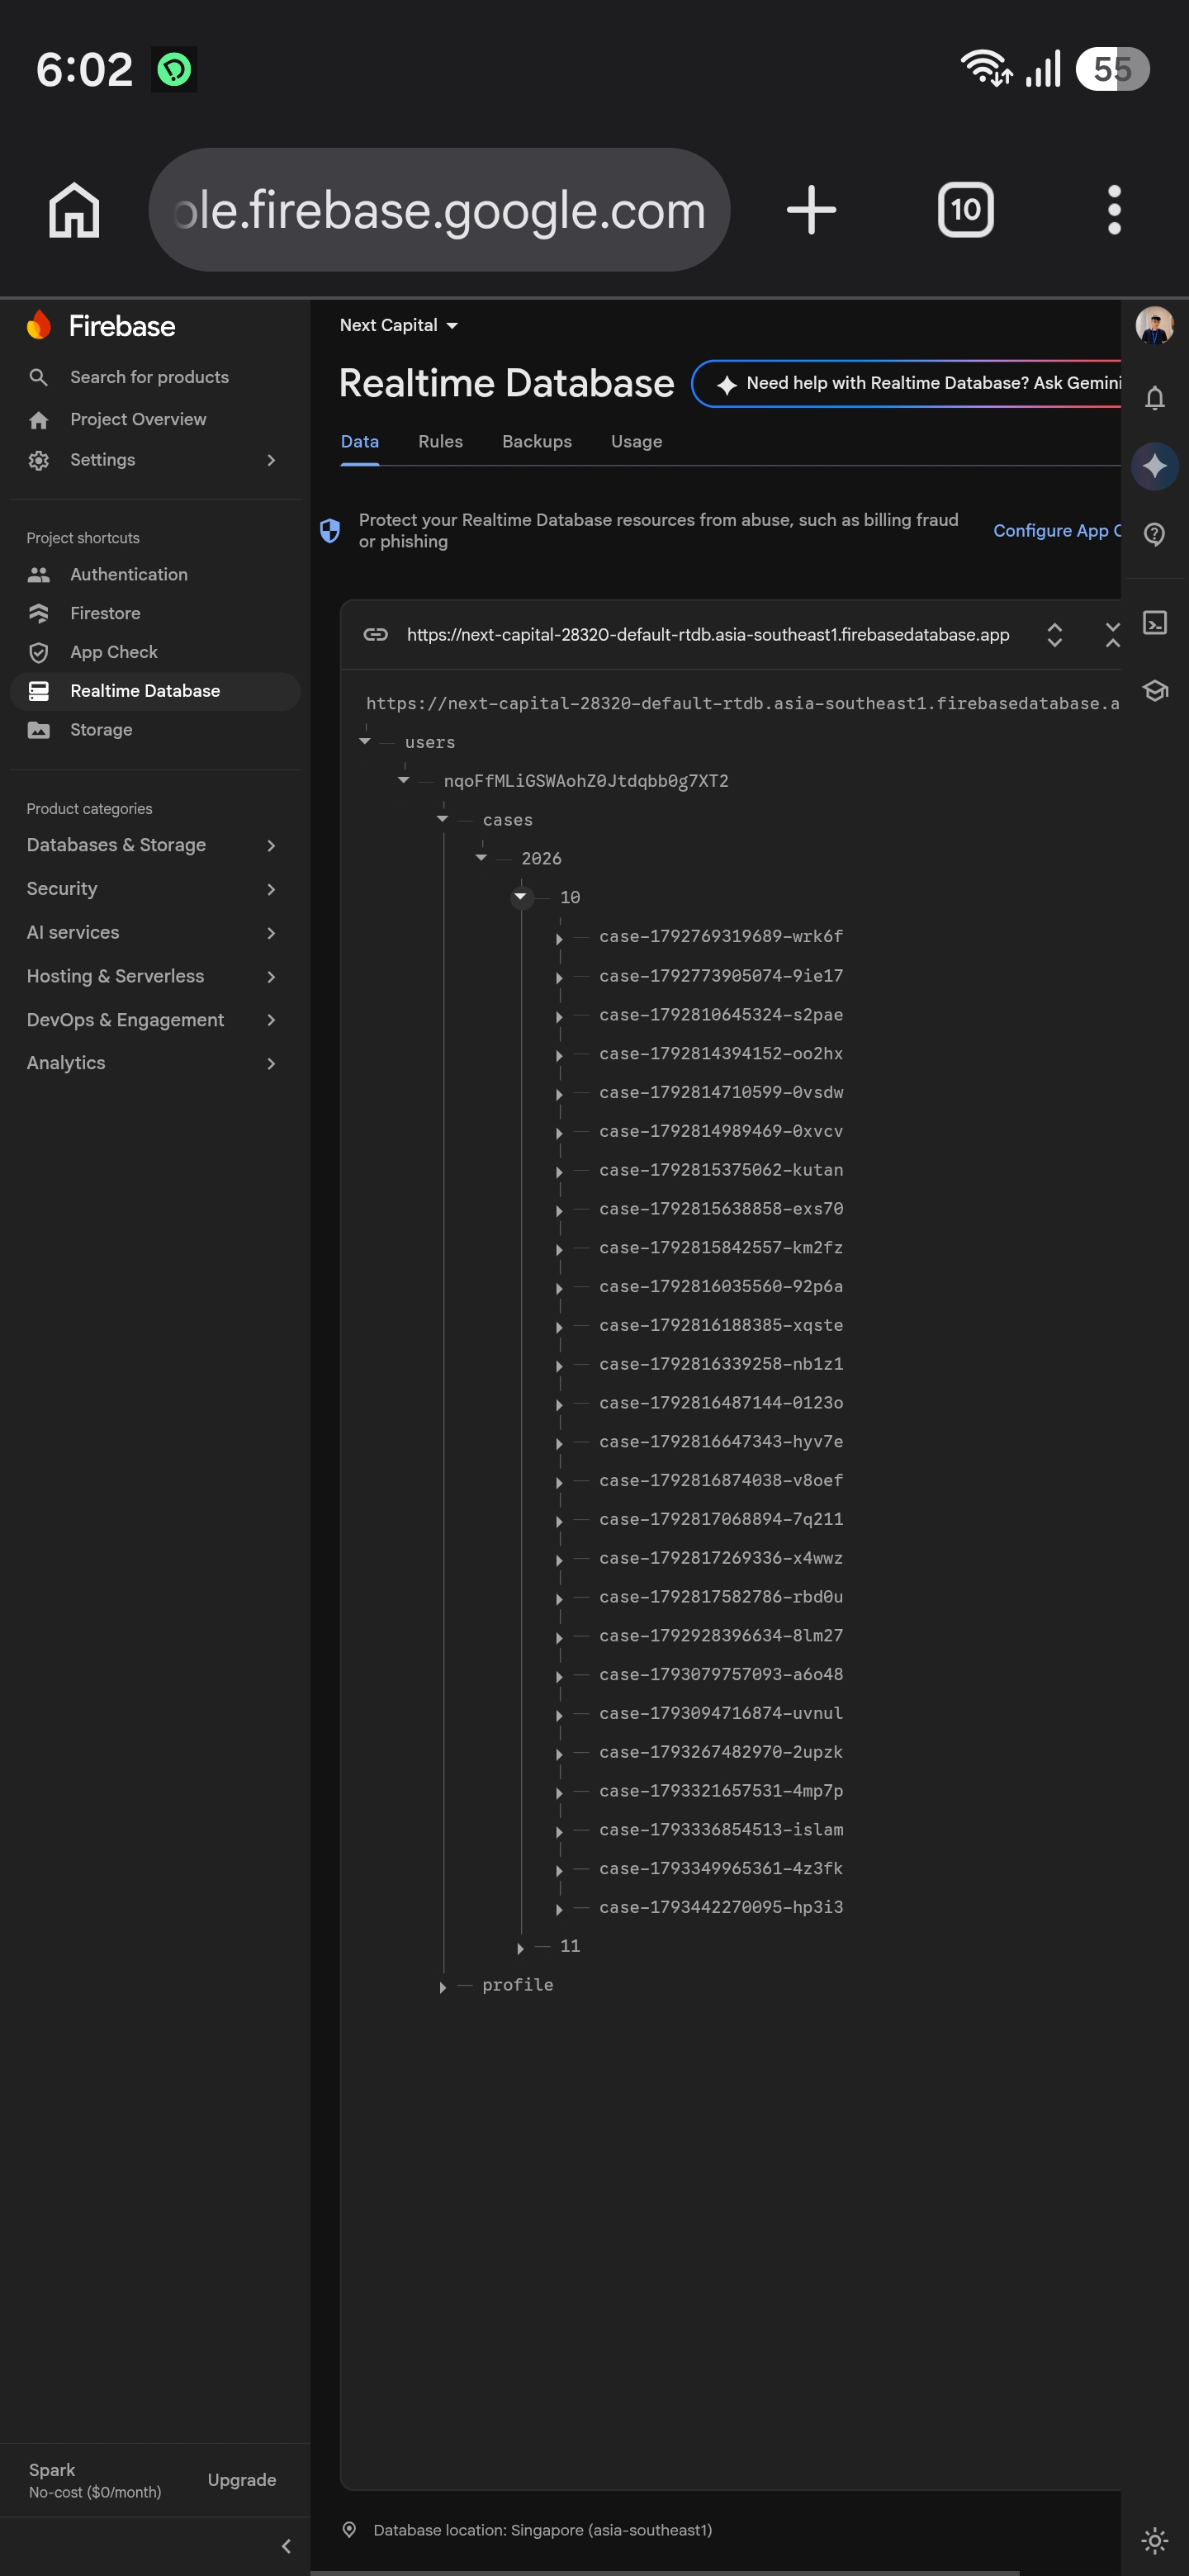 6:02
55
ole.firebase.google.com
10
Firebase
Search for products
Project Overview
Settings
Project shortcuts
Authentication
Firestore
App Check
Realtime Database
Storage
Product categories
Databases & Storage
Security
AI services
Hosting & Serverless
DevOps & Engagement
Analytics
Spark
No-cost ($0/month)
Upgrade
Next Capital
Realtime Database
Need help with Realtime Database? Ask Gemini
Data Rules Backups Usage
Protect your Realtime Database resources from abuse, such as billing fraud
or phishing
Configure App C
https://next-capital-28320-default-rtdb.asia-southeast1.firebasedatabase.app
https://next-capital-28320-default-rtdb.asia-southeast1.firebasedatabase.a
users
nqoFfMLiGSWAohZ0Jtdqbb0g7XT2
cases
2026
10
case-1792769319689-wrk6f
case-1792773905074-9ie17
case-1792810645324-s2pae
case-1792814394152-oo2hx
case-1792814710599-0vsdw
case-1792814989469-0xvcv
case-1792815375062-kutan
case-1792815638858-exs70
case-1792815842557-km2fz
case-1792816035560-92p6a
case-1792816188385-xqste
case-1792816339258-nb1z1
case-1792816487144-0123o
case-1792816647343-hyv7e
case-1792816874038-v8oef
case-1792817068894-7q211
case-1792817269336-x4wwz
case-1792817582786-rbd0u
case-1792928396634-8lm27
case-1793079757093-a6o48
case-1793094716874-uvnul
case-1793267482970-2upzk
case-1793321657531-4mp7p
case-1793336854513-islam
case-1793349965361-4z3fk
case-1793442270095-hp3i3
11
profile
Database location: Singapore (asia-southeast1)